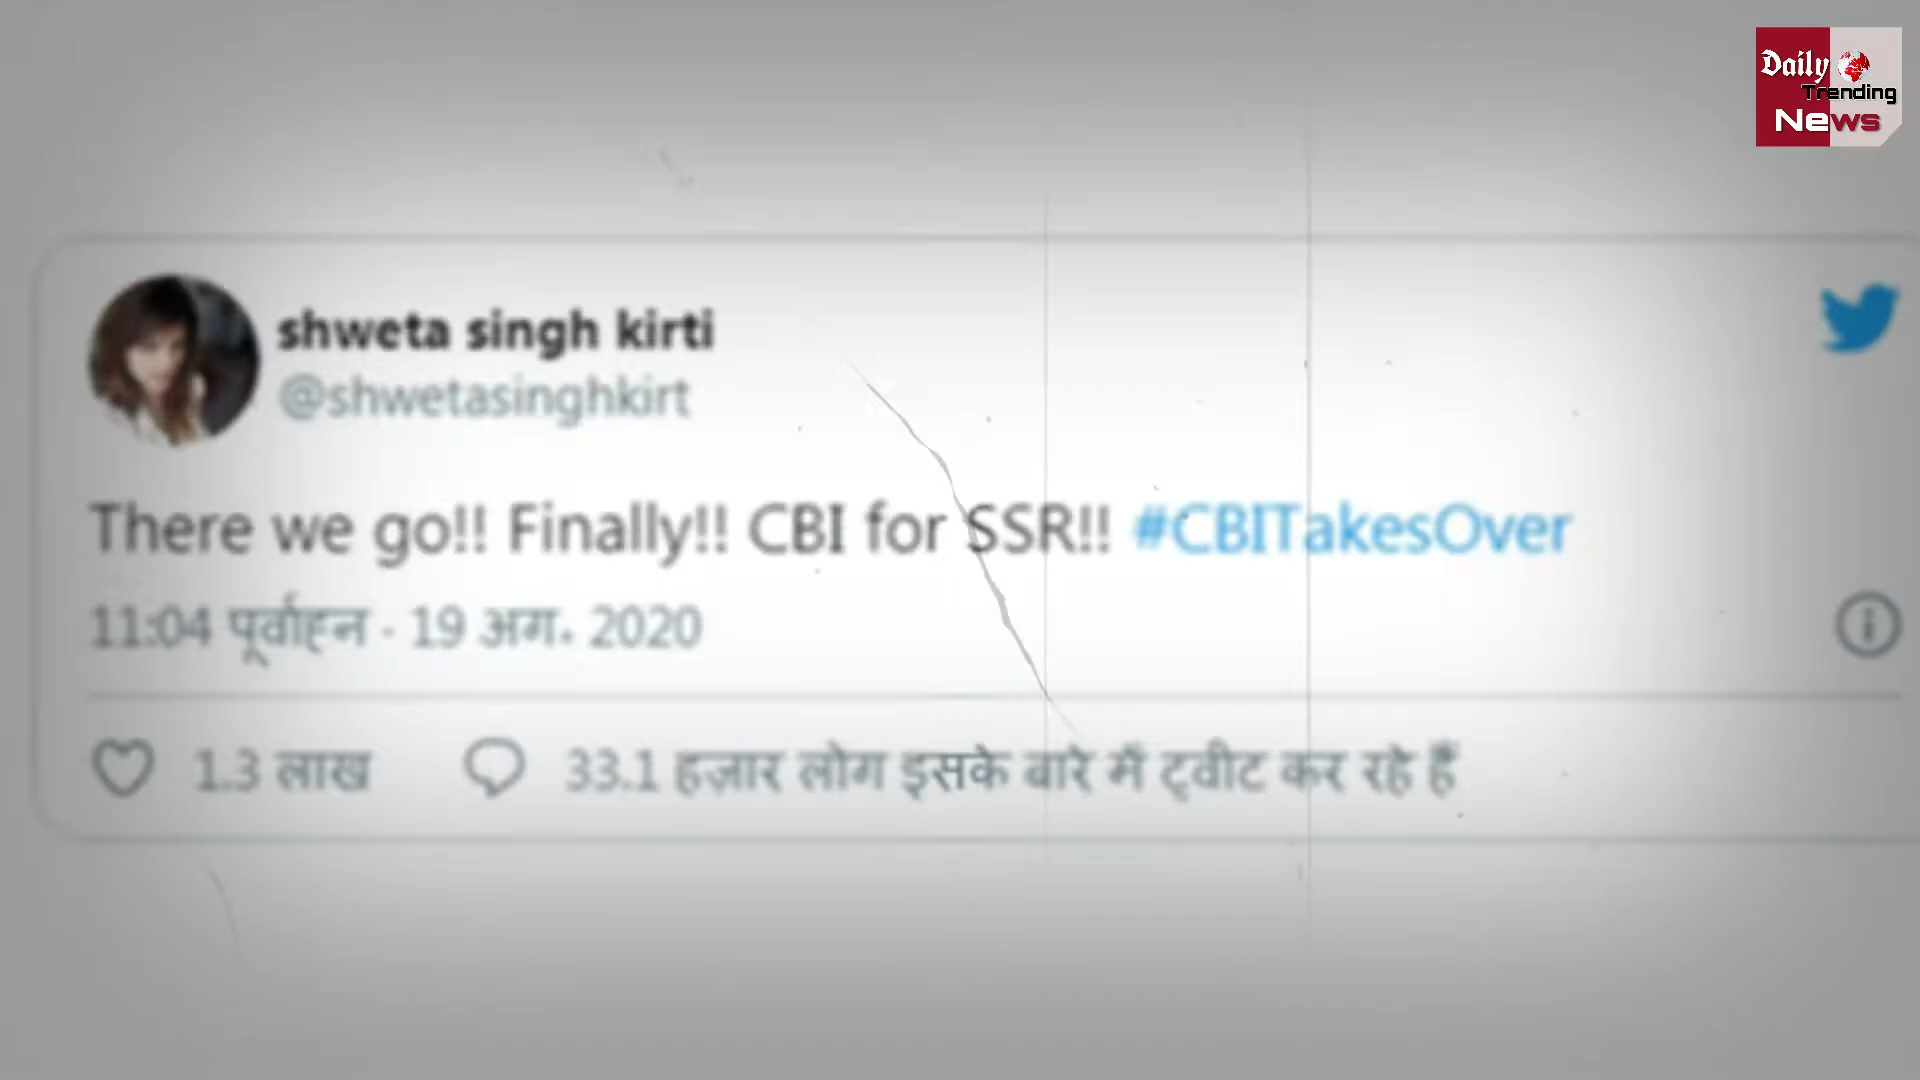 Daily
Trending
News
shweta singh kirti
@shwetasinghkirt
There we go!! Finally!! CBI for SSR!! #CBITakesOver
11:04 पूर्वाह्न · 19 अग॰ 2020
1.3 लाख
33.1 हज़ार लोग इसके बारे में ट्वीट कर रहे हैं